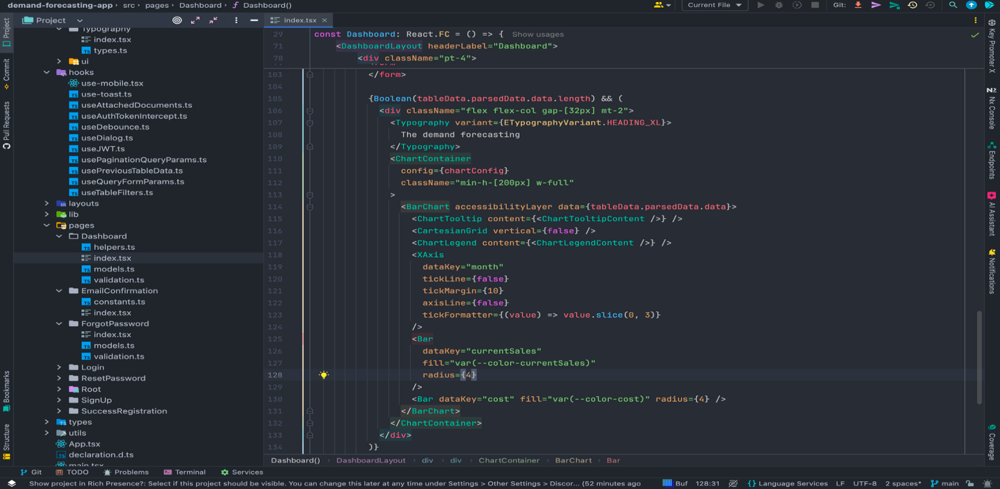 demand-forecasting-app › src › pages › Dashboard › Dashboard()
Current File
Git:
Project
index.tsx
Typography
index.tsx
types.ts
ui
hooks
use-mobile.tsx
use-toast.ts
useAttachedDocuments.ts
useAuthTokenIntercept.ts
useDebounce.ts
useDialog.ts
useJWT.ts
usePaginationQueryParams.ts
usePreviousTableData.ts
useQueryFormParams.ts
useTableFilters.ts
layouts
lib
pages
Dashboard
helpers.ts
index.tsx
models.ts
validation.ts
EmailConfirmation
constants.ts
index.tsx
ForgotPassword
index.tsx
models.ts
validation.ts
Login
ResetPassword
Root
SignUp
SuccessRegistration
types
utils
App.tsx
declaration.d.ts
main.tsx
Project
Commit
Pull Requests
Bookmarks
Structure
29 const Dashboard: React.FC = () => { Show usages
71 <DashboardLayout headerLabel="Dashboard">
78 <div className="pt-4">
103 </form>
104
105 {Boolean(tableData.parsedData.data.length) && (
106 <div className="flex flex-col gap-[32px] mt-2">
107 <Typography variant={ETypographyVariant.HEADING_XL}>
108 The demand forecasting
109 </Typography>
110 <ChartContainer
111 config={chartConfig}
112 className="min-h-[200px] w-full"
113 >
114 <BarChart accessibilityLayer data={tableData.parsedData.data}>
115 <ChartTooltip content={<ChartTooltipContent />} />
116 <CartesianGrid vertical={false} />
117 <ChartLegend content={<ChartLegendContent />} />
118 <XAxis
119 dataKey="month"
120 tickLine={false}
121 tickMargin={10}
122 axisLine={false}
123 tickFormatter={(value) => value.slice(0, 3)}
124 />
125 <Bar
126 dataKey="currentSales"
127 fill="var(--color-currentSales)"
128 radius={4}
129 />
130 <Bar dataKey="cost" fill="var(--color-cost)" radius={4} />
131 </BarChart>
132 </ChartContainer>
133 </div>
134 )}
Key Promoter X
Nx Console
Endpoints
AI Assistant
Notifications
Coverage
Dashboard() › DashboardLayout › div › div › ChartContainer › BarChart › Bar
Git TODO Problems Terminal Services
Show project in Rich Presence?: Select if this project should be visible. You can change this later at any time under Settings > Other Settings > Discor... (52 minutes ago
Buf 128:31 {} Language Services LF UTF-8 2 spaces* main